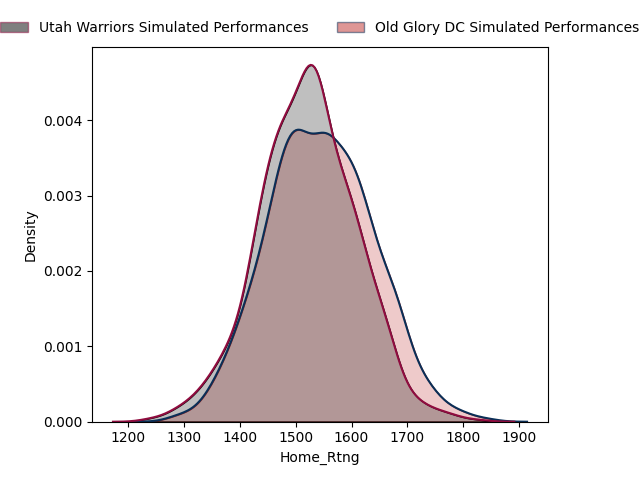 Utah Warriors Simulated Performances
Old Glory DC Simulated Performances
Density
0.004
0.003
0.002
0.001
0.000
1200 1300 1400 1500 1600 1700 1800 1900
Home_Rtng